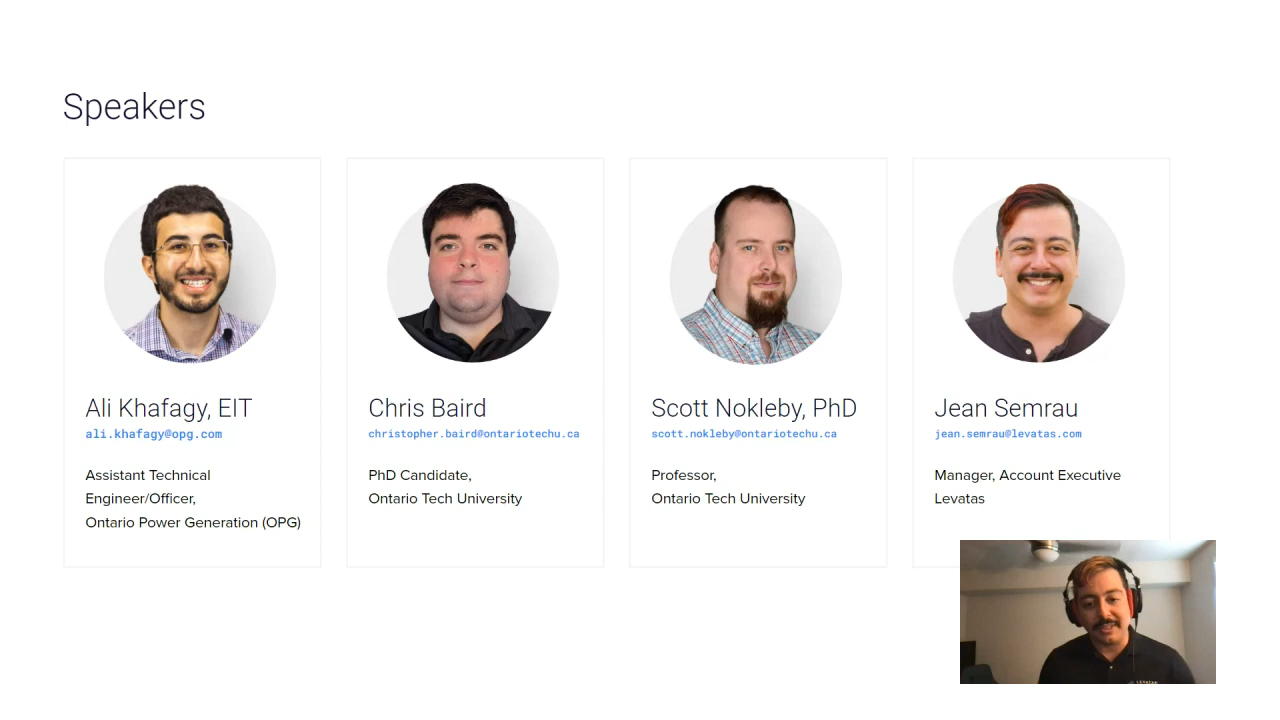 Speakers
Ali Khafagy, EIT
ali.khafagy@opg.com
Assistant Technical
Engineer/Officer,
Ontario Power Generation (OPG)
Chris Baird
christopher.baird@ontariotechu.ca
PhD Candidate,
Ontario Tech University
Scott Nokleby, PhD
scott.nokleby@ontariotechu.ca
Professor,
Ontario Tech University
Jean Semrau
jean.semrau@levatas.com
Manager, Account Executive
Levatas